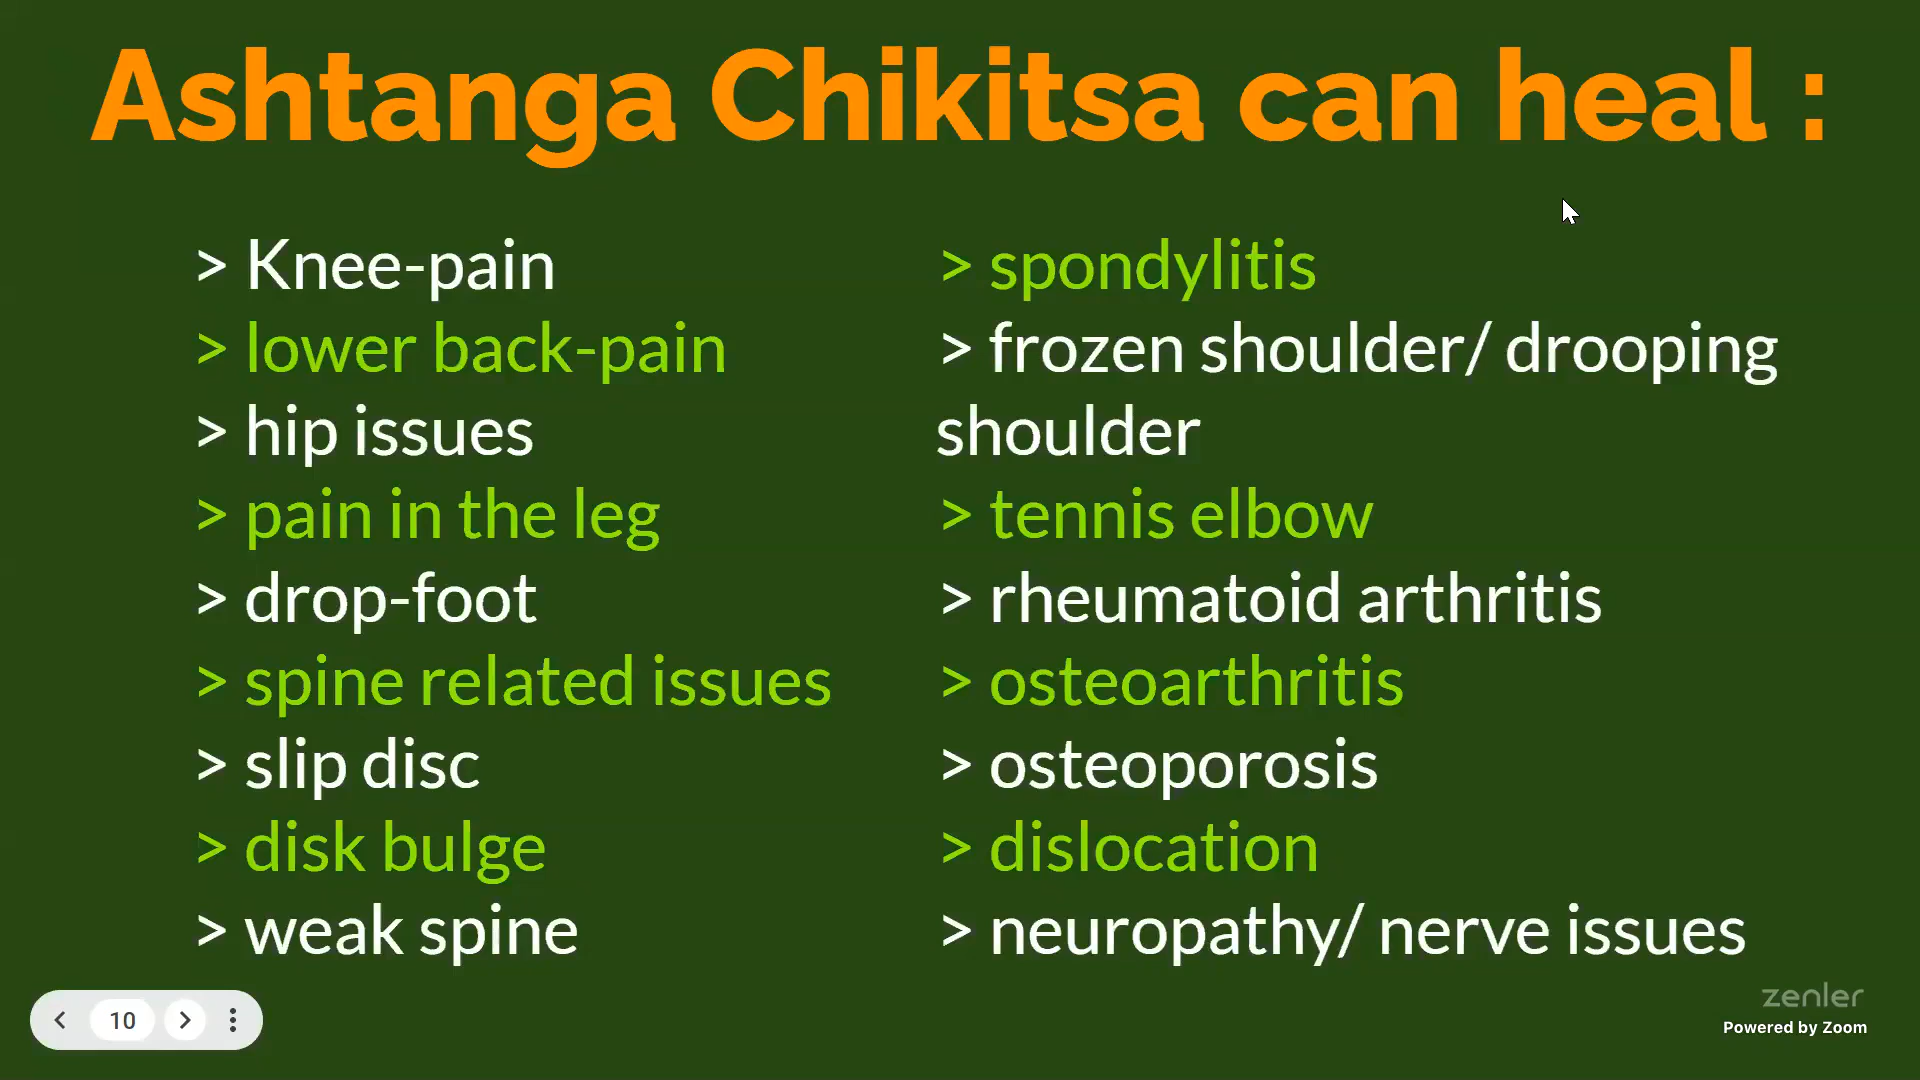 Ashtanga Chikitsa can heal :
> Knee-pain
> lower back-pain
> hip issues
> pain in the leg
> drop-foot
> spine related issues
> slip disc
> disk bulge
> weak spine
> spondylitis
> frozen shoulder/ drooping
shoulder
> tennis elbow
> rheumatoid arthritis
> osteoarthritis
> osteoporosis
> dislocation
> neuropathy/ nerve issues
10
zenler
Powered by Zoom